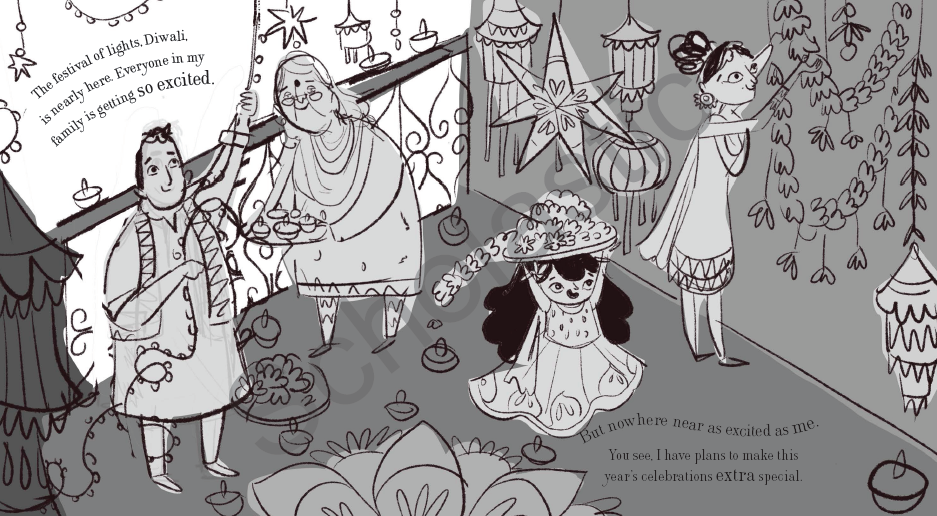 The festival of lights, Diwali,
is nearly here. Everyone in my
family is getting so excited.
But nowhere near as excited as me.
You see, I have plans to make this
year's celebrations extra special.
Scholastic